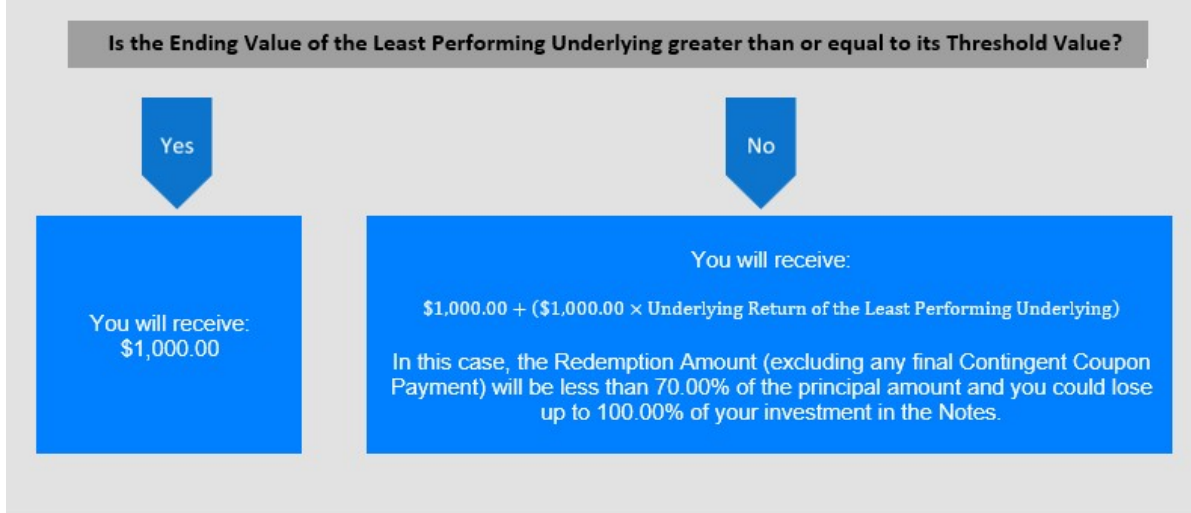 Is the Ending Value of the Least Performing Underlying greater than or equal to its Threshold Value?
Yes
No
You will receive:
$1,000.00
You will receive:
$1,000.00 + ($1,000.00 × Underlying Return of the Least Performing Underlying)
In this case, the Redemption Amount (excluding any final Contingent Coupon
Payment) will be less than 70.00% of the principal amount and you could lose
up to 100.00% of your investment in the Notes.